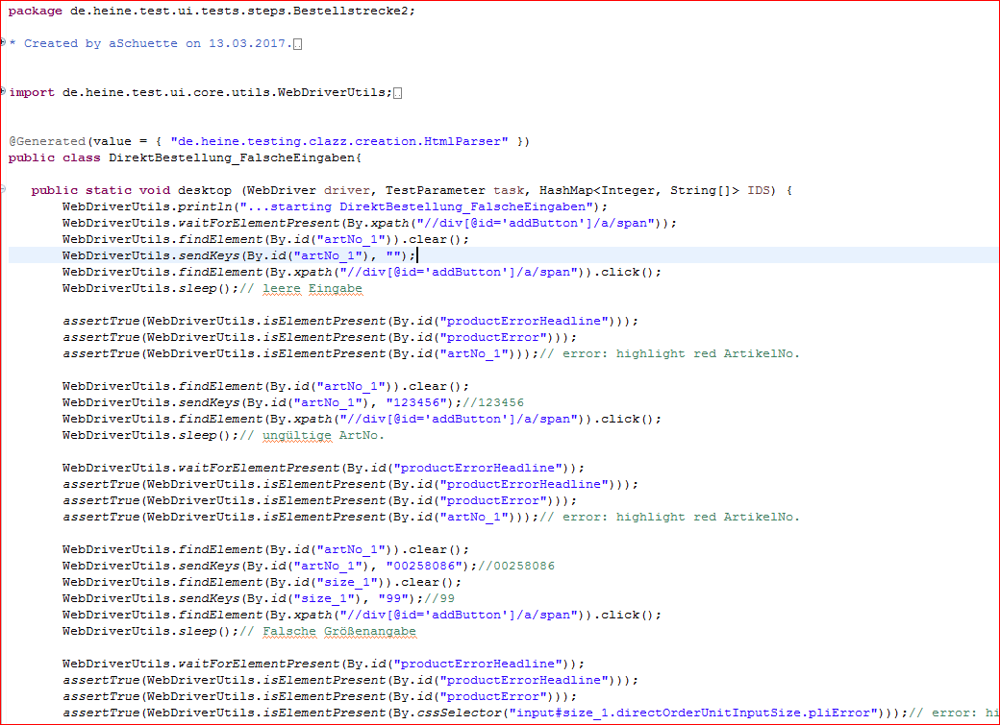 package de.heine.test.ui.tests.steps.Bestellstrecke2;
* Created by aSchuette on 13.03.2017.
import de.heine.test.ui.core.utils.WebDriverUtils;
@Generated(value = { "de.heine.testing.clazz.creation.HtmlParser" })
public class DirektBestellung_FalscheEingaben{
public static void desktop (WebDriver driver, TestParameter task, HashMap<Integer, String[]> IDS) {
WebDriverUtils.println("...starting DirektBestellung_FalscheEingaben");
WebDriverUtils.waitForElementPresent(By.xpath("//div[@id='addButton']/a/span"));
WebDriverUtils.findElement(By.id("artNo_1")).clear();
WebDriverUtils.sendKeys(By.id("artNo_1"), "");
WebDriverUtils.findElement(By.xpath("//div[@id='addButton']/a/span")).click();
WebDriverUtils.sleep();// leere Eingabe
assertTrue(WebDriverUtils.isElementPresent(By.id("productErrorHeadline")));
assertTrue(WebDriverUtils.isElementPresent(By.id("productError")));
assertTrue(WebDriverUtils.isElementPresent(By.id("artNo_1")));// error: highlight red ArtikelNo.
WebDriverUtils.findElement(By.id("artNo_1")).clear();
WebDriverUtils.sendKeys(By.id("artNo_1"), "123456");//123456
WebDriverUtils.findElement(By.xpath("//div[@id='addButton']/a/span")).click();
WebDriverUtils.sleep();// ungültige ArtNo.
WebDriverUtils.waitForElementPresent(By.id("productErrorHeadline"));
assertTrue(WebDriverUtils.isElementPresent(By.id("productErrorHeadline")));
assertTrue(WebDriverUtils.isElementPresent(By.id("productError")));
assertTrue(WebDriverUtils.isElementPresent(By.id("artNo_1")));// error: highlight red ArtikelNo.
WebDriverUtils.findElement(By.id("artNo_1")).clear();
WebDriverUtils.sendKeys(By.id("artNo_1"), "00258086");//00258086
WebDriverUtils.findElement(By.id("size_1")).clear();
WebDriverUtils.sendKeys(By.id("size_1"), "99");//99
WebDriverUtils.findElement(By.xpath("//div[@id='addButton']/a/span")).click();
WebDriverUtils.sleep();// Falsche Größenangabe
WebDriverUtils.waitForElementPresent(By.id("productErrorHeadline"));
assertTrue(WebDriverUtils.isElementPresent(By.id("productErrorHeadline")));
assertTrue(WebDriverUtils.isElementPresent(By.id("productError")));
assertTrue(WebDriverUtils.isElementPresent(By.cssSelector("input#size_1.directOrderUnitInputSize.pliError")));// error: hi